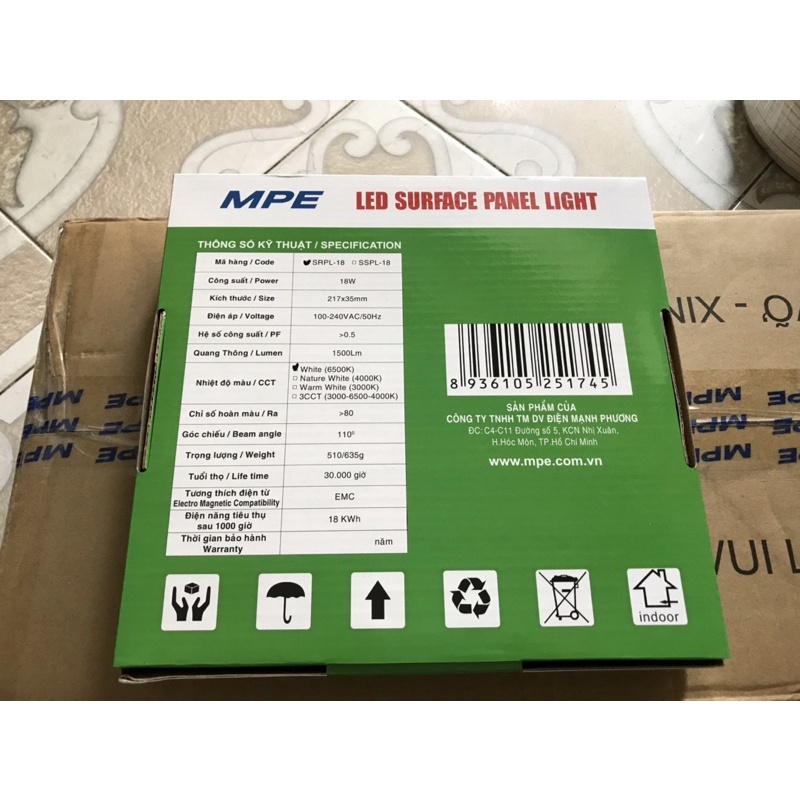 MPE LED SURFACE PANEL LIGHT
THÔNG SỐ KỸ THUẬT / SPECIFICATION
Mã hàng / Code SRPL-18 SSPL-18
Công suất / Power 18W
Kích thước / Size 217x35mm
Điện áp / Voltage 100-240VAC/50Hz
Hệ số công suất / PF >0.5
Quang Thông / Lumen 1500Lm
Nhiệt độ màu / CCT White (6500K)
Nature White (4000K)
Warm White (3000K)
3CCT (3000-6500-4000K)
Chỉ số hoàn màu / Ra >80
Góc chiếu / Beam angle 110⁰
Trọng lượng / Weight 510/635g
Tuổi thọ / Life time 30.000 giờ
Tương thích điện từ
Electro Magnetic Compatibility EMC
Điện năng tiêu thụ
sau 1000 giờ 18 KWh
Thời gian bảo hành
Warranty năm
8 936105 251745
SẢN PHẨM CỦA
CÔNG TY TNHH TM DV ĐIỆN MẠNH PHƯƠNG
ĐC: C4-C11 Đường số 5, KCN Nhị Xuân,
H.Hóc Môn, TP.Hồ Chí Minh
www.mpe.com.vn
indoor
MPE MPE MPE
MPE MPE
MPE MPE